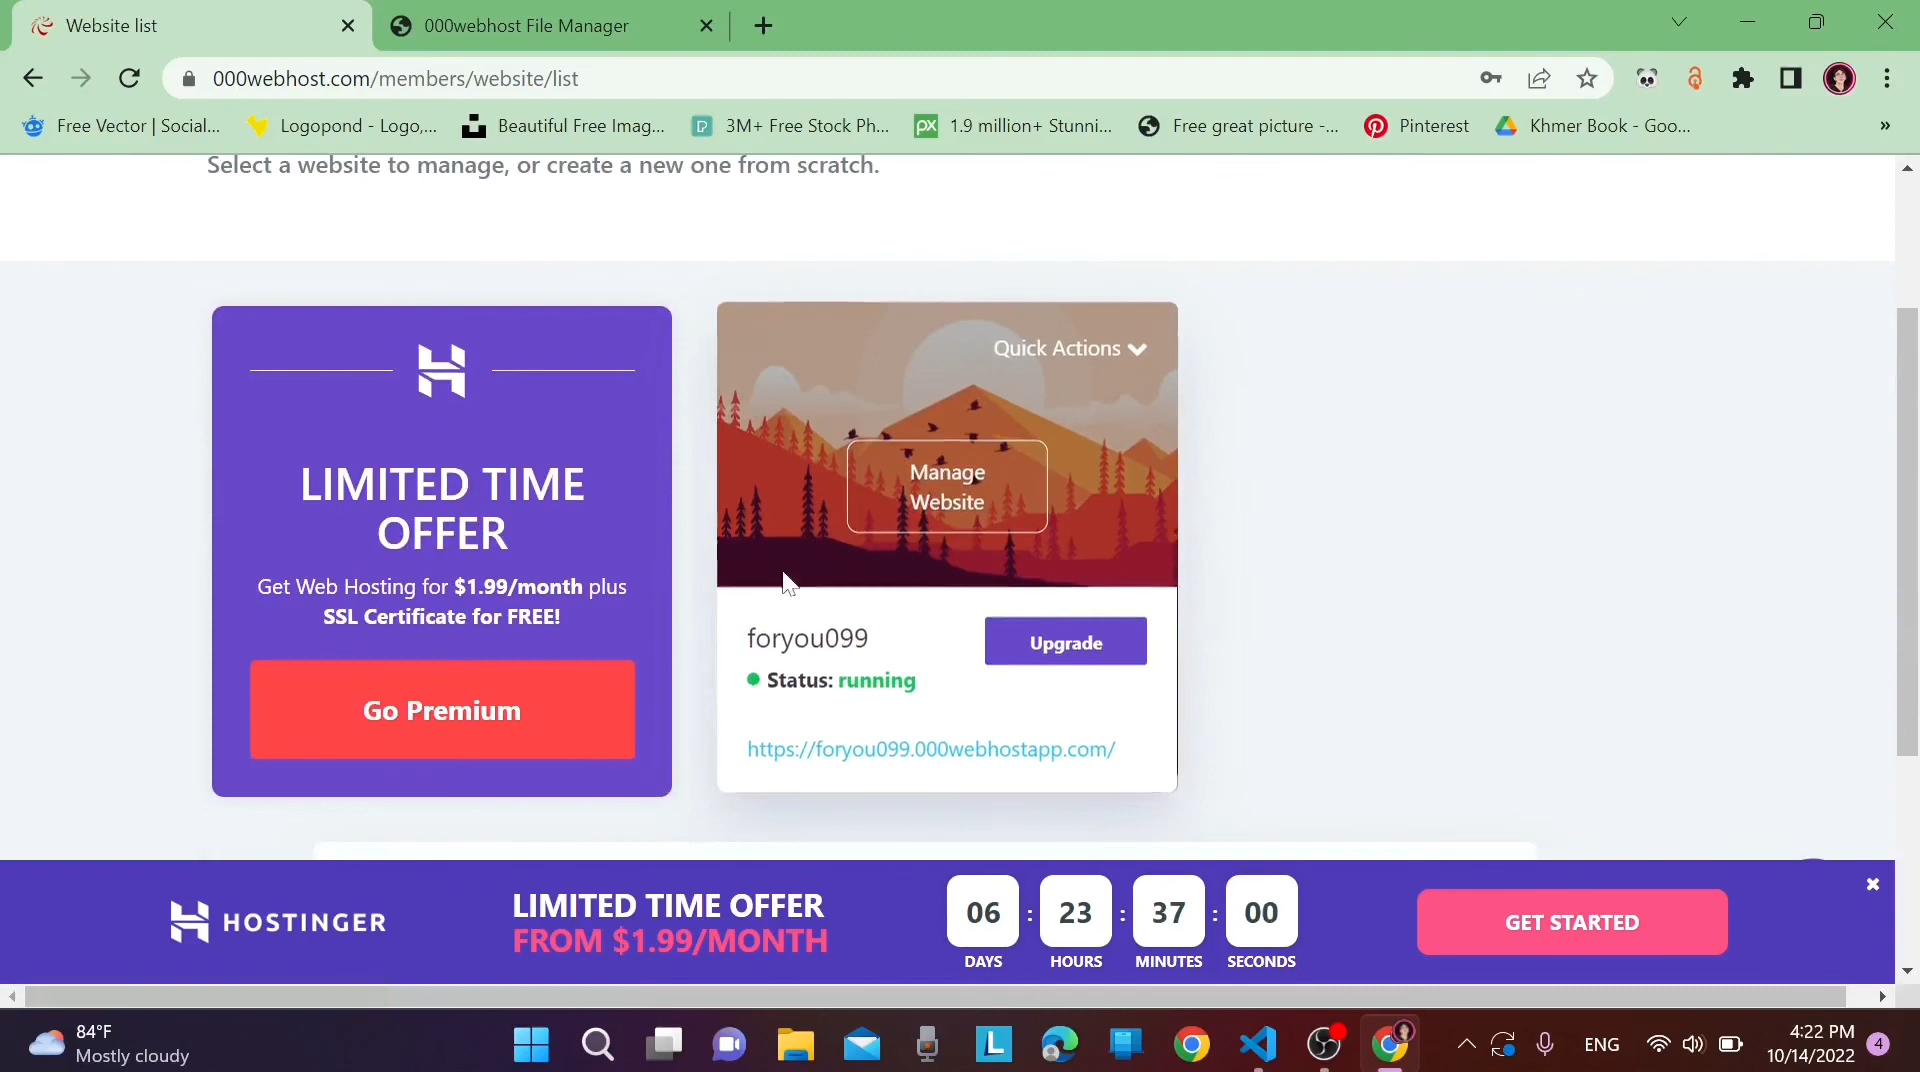 Website list
000webhost File Manager
000webhost.com/members/website/list
Free Vector | Social...
Logopond - Logo,...
Beautiful Free Imag...
3M+ Free Stock Ph...
1.9 million+ Stunni...
Free great picture -...
Pinterest
Khmer Book - Goo...
»
Select a website to manage, or create a new one from scratch.
LIMITED TIME
OFFER
Get Web Hosting for $1.99/month plus
SSL Certificate for FREE!
Go Premium
Quick Actions
Manage
Website
foryou099
Upgrade
Status: running
https://foryou099.000webhostapp.com/
HOSTINGER
LIMITED TIME OFFER
FROM $1.99/MONTH
06 : 23 : 37 : 00
DAYS HOURS MINUTES SECONDS
GET STARTED
84°F
Mostly cloudy
ENG
4:22 PM
10/14/2022
4